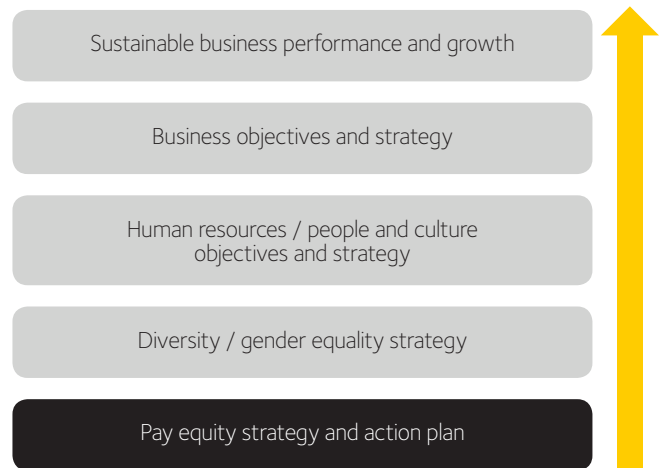 Sustainable business performance and growth
Business objectives and strategy
Human resources / people and culture
objectives and strategy
Diversity / gender equality strategy
Pay equity strategy and action plan